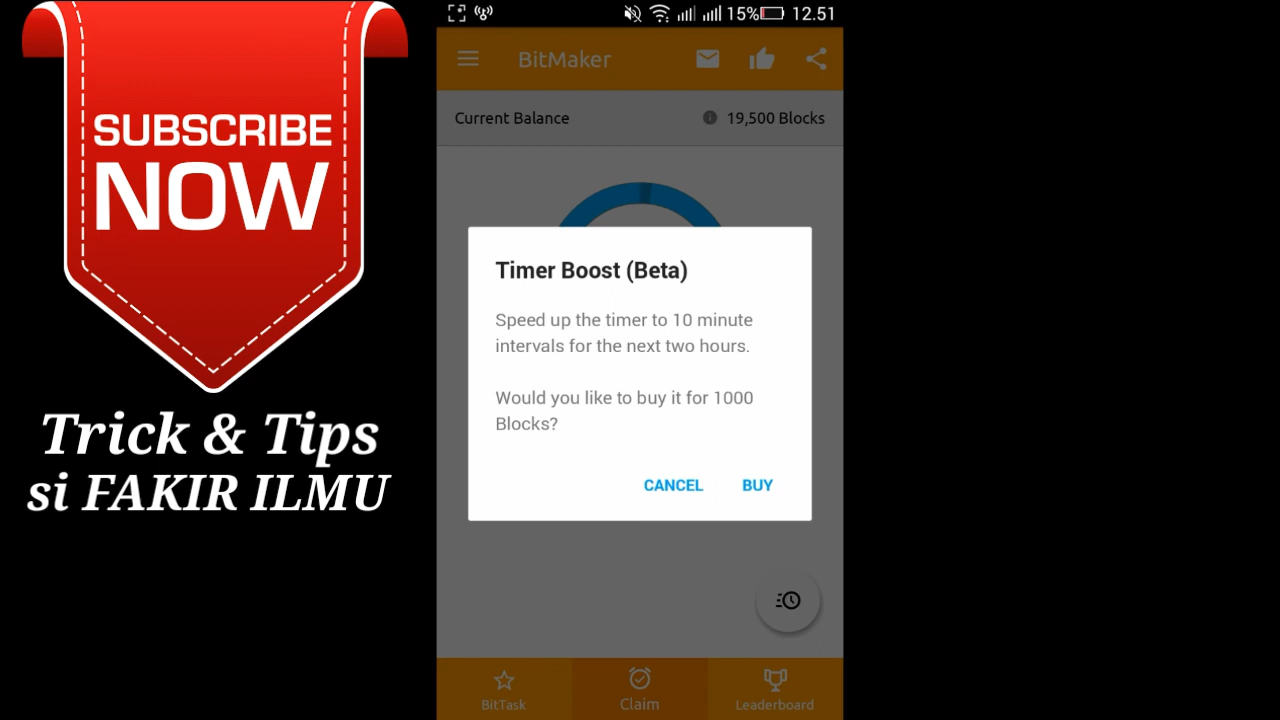 SUBSCRIBE
NOW
Trick & Tips
si FAKIR ILMU
15% 12.51
BitMaker
Current Balance
19,500 Blocks
Timer Boost (Beta)
Speed up the timer to 10 minute
intervals for the next two hours.
Would you like to buy it for 1000
Blocks?
CANCEL BUY
BitTask
Claim
Leaderboard